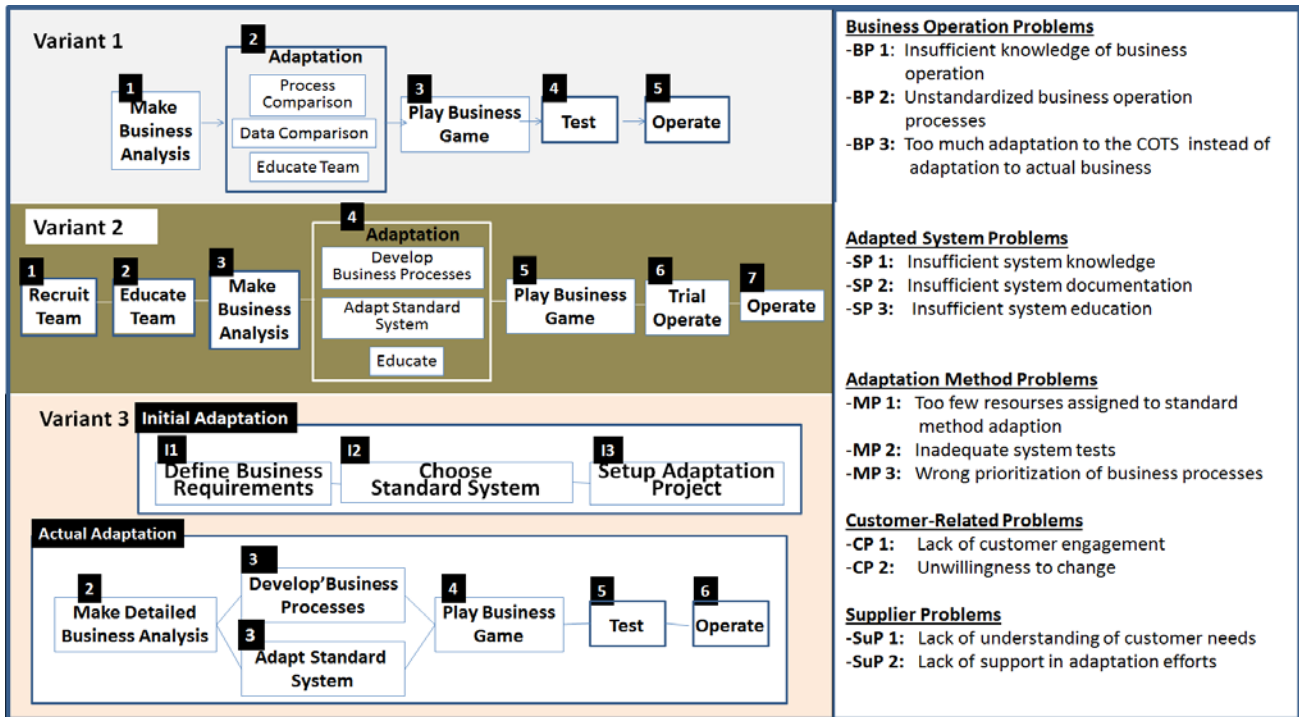 Variant 1
1
Make
Business
Analysis
2
Adaptation
Process
Comparison
Data Comparison
Educate Team
3
Play Business
Game
4
Test
5
Operate
Variant 2
1
Recruit
Team
2
Educate
Team
3
Make
Business
Analysis
4
Adaptation
Develop
Business Processes
Adapt Standard
System
Educate
5
Play Business
Game
6
Trial
Operate
7
Operate
Variant 3
Initial Adaptation
I1
Define Business
Requirements
I2
Choose
Standard System
I3
Setup Adaptation
Project
Actual Adaptation
2
Make Detailed
Business Analysis
3
Develop'Business
Processes
3
Adapt Standard
System
4
Play Business
Game
5
Test
6
Operate
Business Operation Problems
-BP 1: Insufficient knowledge of business
operation
-BP 2: Unstandardized business operation
processes
-BP 3: Too much adaptation to the COTS instead of
adaptation to actual business
Adapted System Problems
-SP 1: Insufficient system knowledge
-SP 2: Insufficient system documentation
-SP 3: Insufficient system education
Adaptation Method Problems
-MP 1: Too few resourses assigned to standard
method adaption
-MP 2: Inadequate system tests
-MP 3: Wrong prioritization of business processes
Customer-Related Problems
-CP 1: Lack of customer engagement
-CP 2: Unwillingness to change
Supplier Problems
-SuP 1: Lack of understanding of customer needs
-SuP 2: Lack of support in adaptation efforts